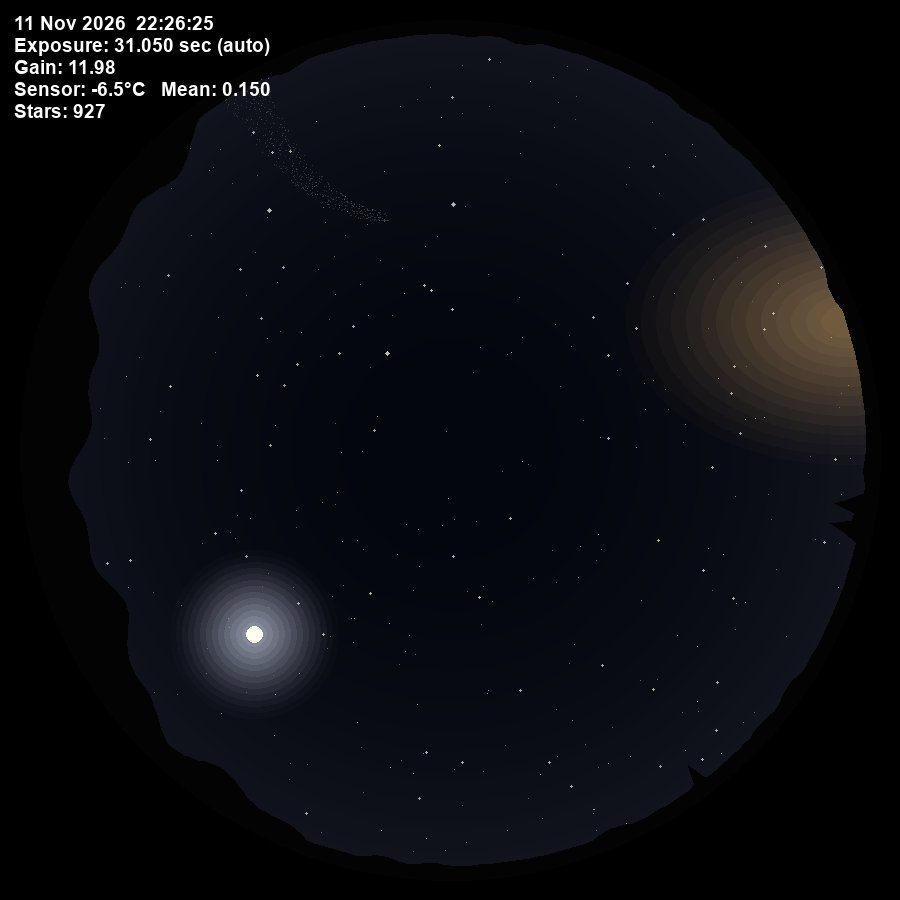 11 Nov 2026  22:26:25
Exposure: 31.050 sec (auto)
Gain: 11.98
Sensor: -6.5°C   Mean: 0.150
Stars: 927